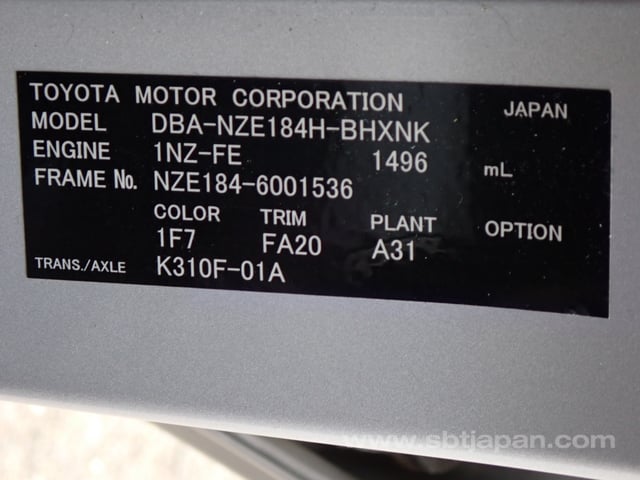 TOYOTA MOTOR CORPORATION JAPAN
MODEL DBA-NZE184H-BHXNK
ENGINE 1NZ-FE 1496 mL
FRAME No. NZE184-6001536
COLOR TRIM PLANT OPTION
1F7 FA20 A31
TRANS./AXLE K310F-01A
www.sbtjapan.com